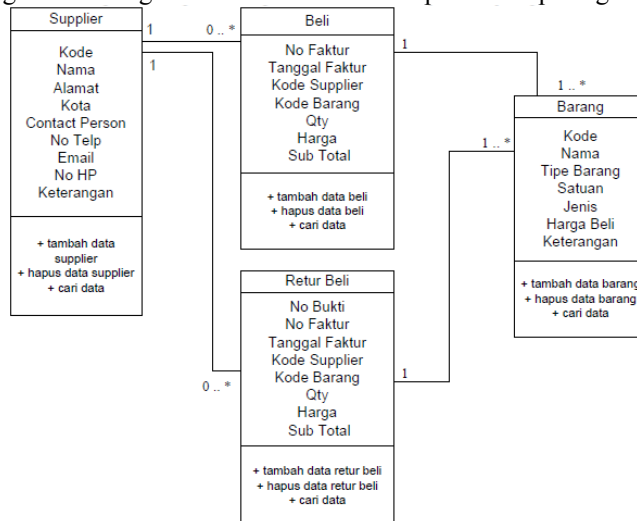 Supplier
Kode
Nama
Alamat
Kota
Contact Person
No Telp
Email
No HP
Keterangan
+ tambah data
supplier
+ hapus data supplier
+ cari data
1
0 .. *
1
Beli
No Faktur
Tanggal Faktur
Kode Supplier
Kode Barang
Qty
Harga
Sub Total
+ tambah data beli
+ hapus data beli
+ cari data
1
1 .. *
Barang
Kode
Nama
Tipe Barang
Satuan
Jenis
Harga Beli
Keterangan
+ tambah data barang
+ hapus data barang
+ cari data
1 .. *
Retur Beli
No Bukti
No Faktur
Tanggal Faktur
Kode Supplier
Kode Barang
Qty
Harga
Sub Total
+ tambah data retur beli
+ hapus data retur beli
+ cari data
0 .. *
1